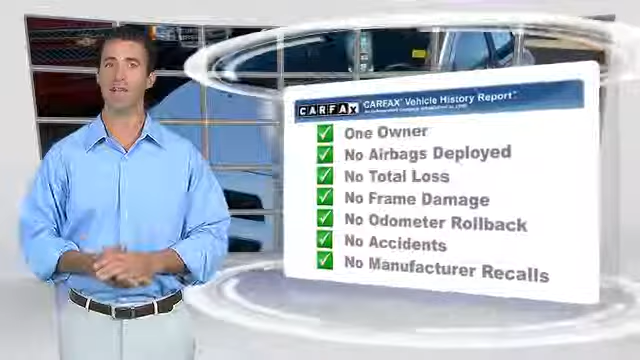 CARFAX
CARFAX Vehicle History Report™
One Owner
No Airbags Deployed
No Total Loss
No Frame Damage
No Odometer Rollback
No Accidents
No Manufacturer Recalls